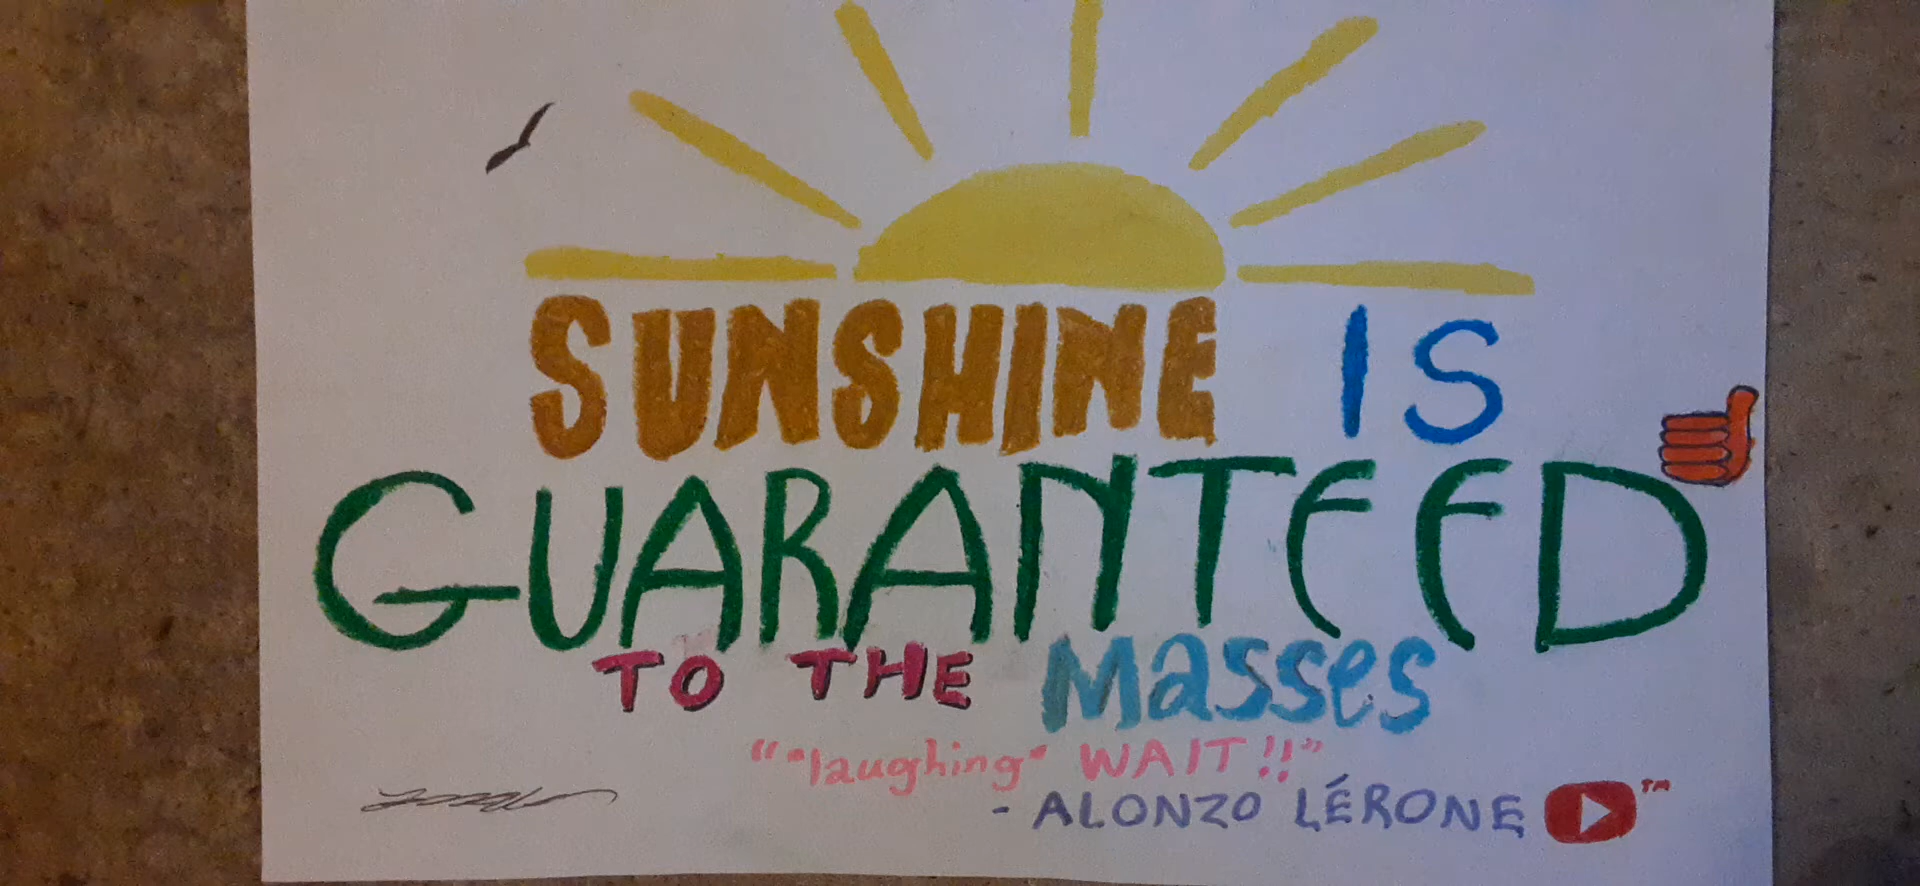 SUNSHINE IS
GUARANTEED
TO THE MASSES
"*laughing* WAIT!!"
- ALONZO LÉRONE ™